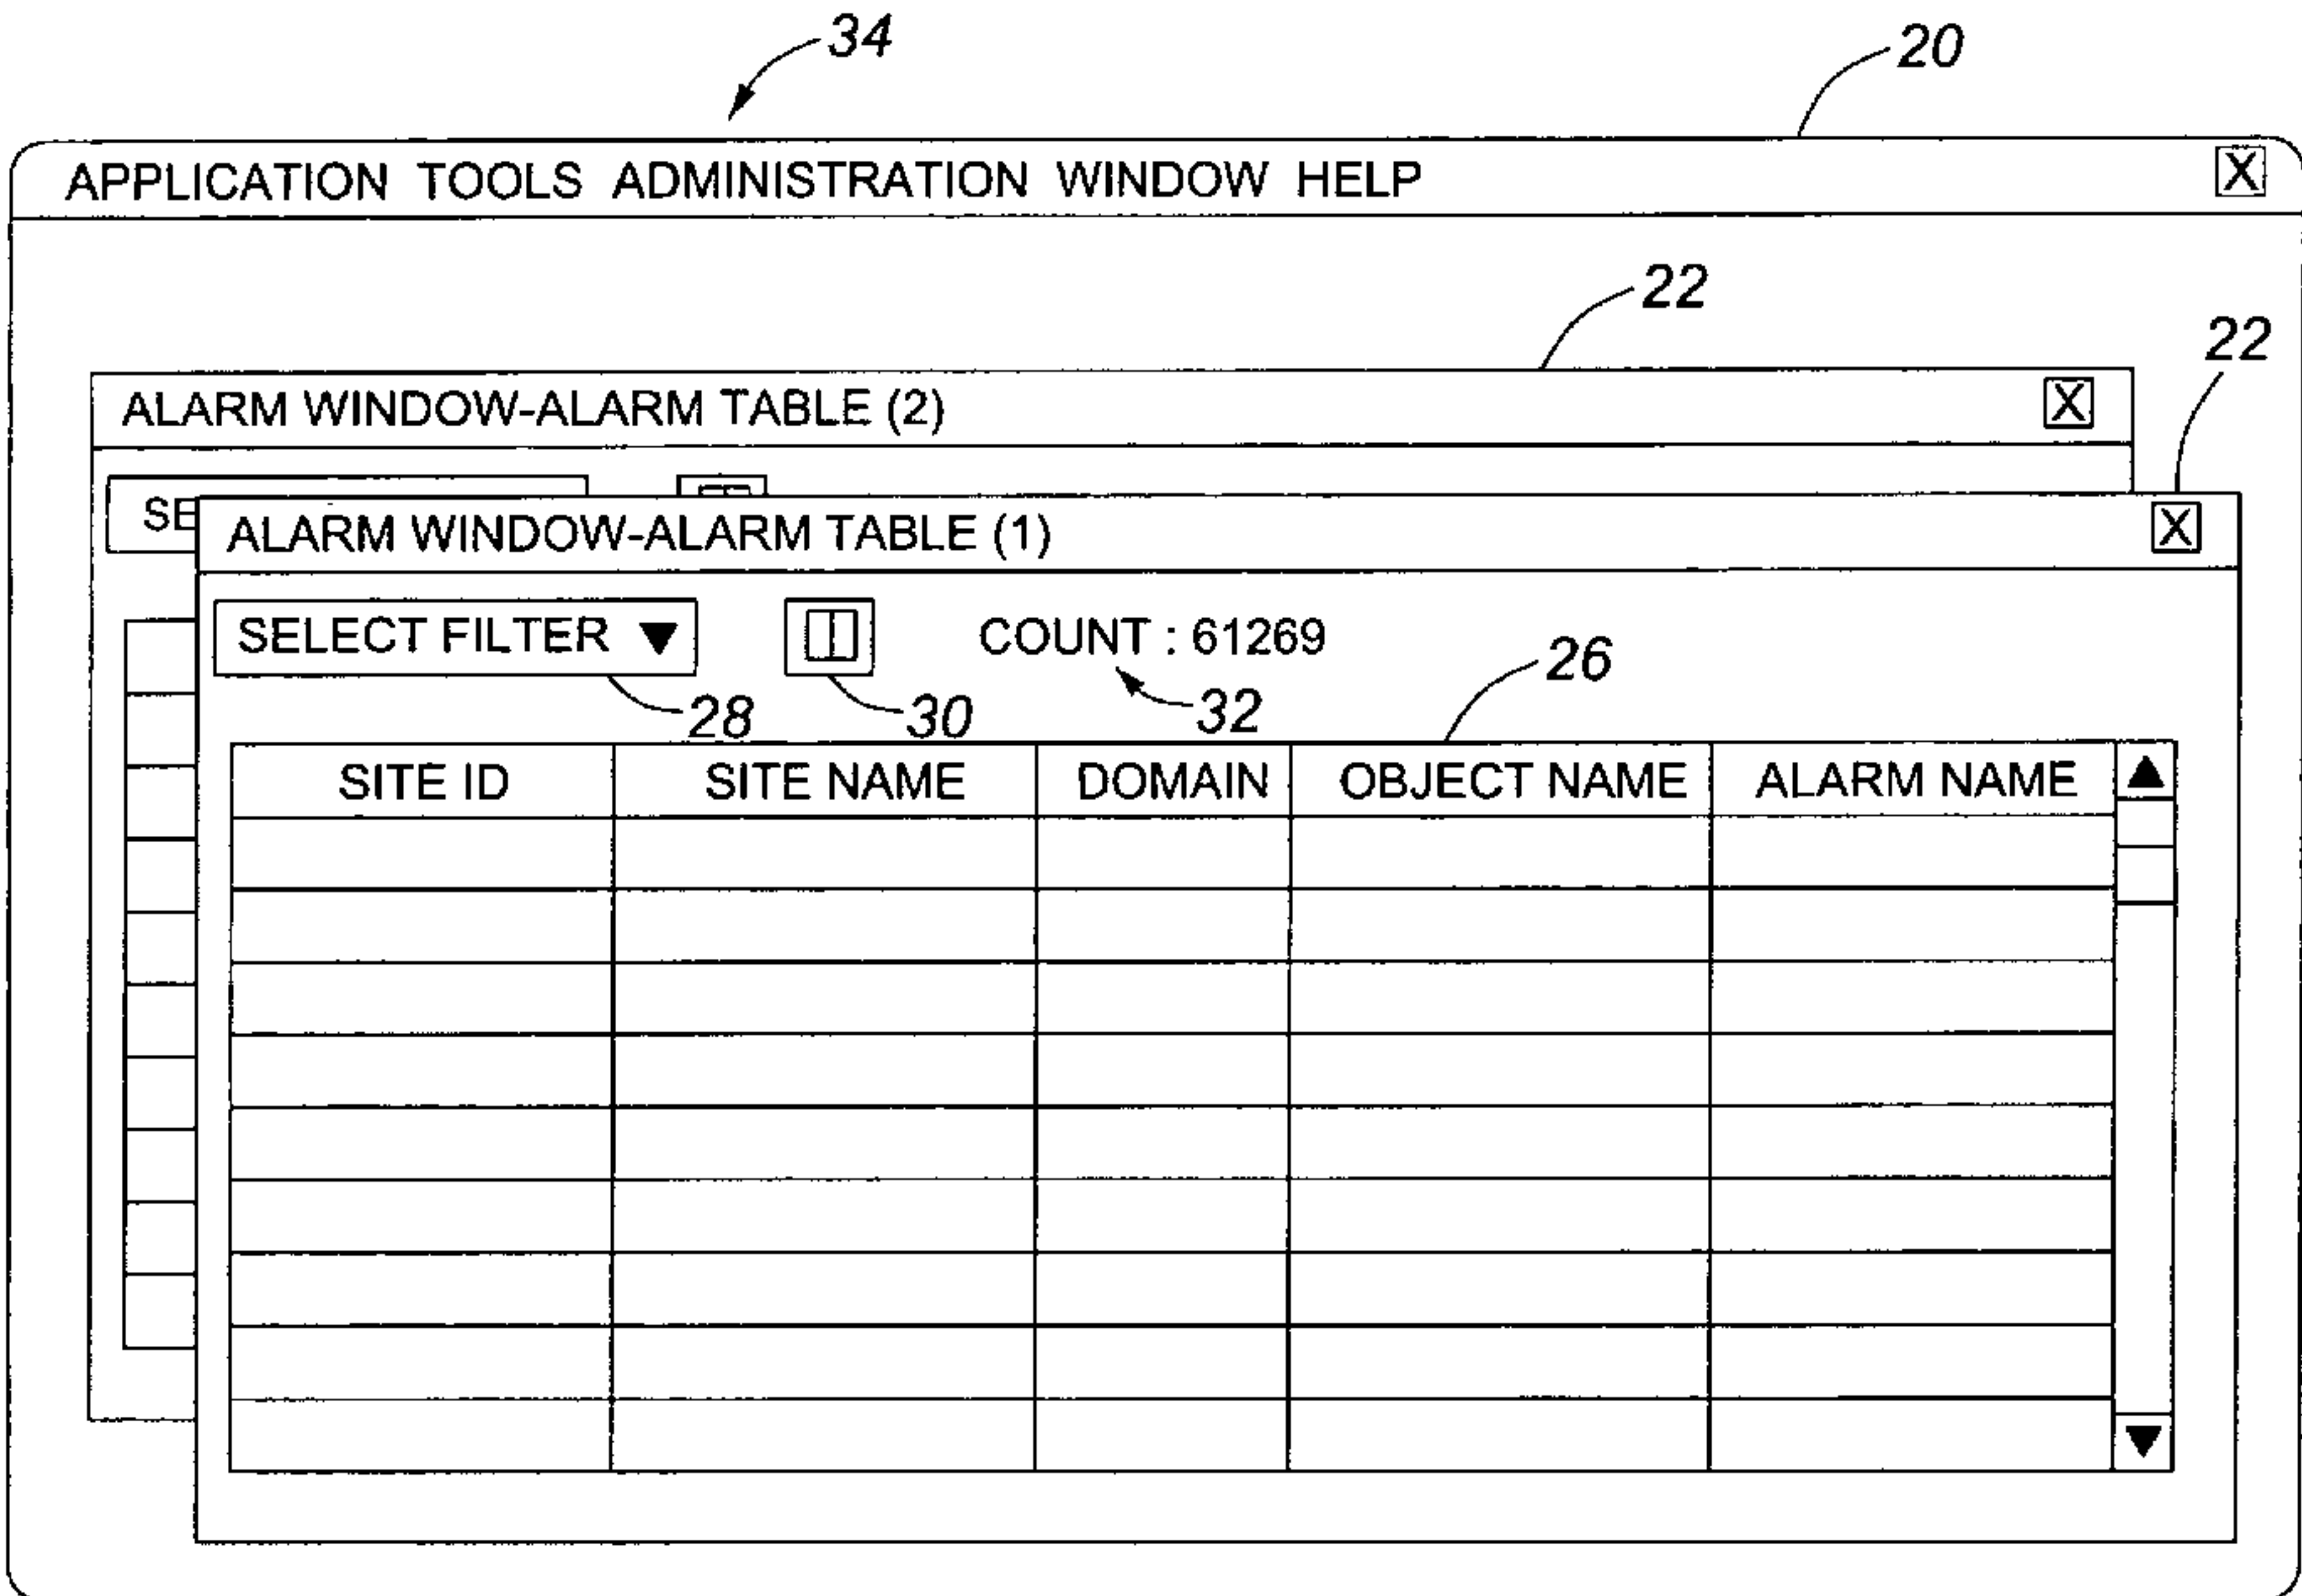 34
20
APPLICATION TOOLS ADMINISTRATION WINDOW HELP X
22
22
ALARM WINDOW-ALARM TABLE (2) X
SE
ALARM WINDOW-ALARM TABLE (1) X
SELECT FILTER COUNT : 61269
26
28 30 32
SITE ID SITE NAME DOMAIN OBJECT NAME ALARM NAME